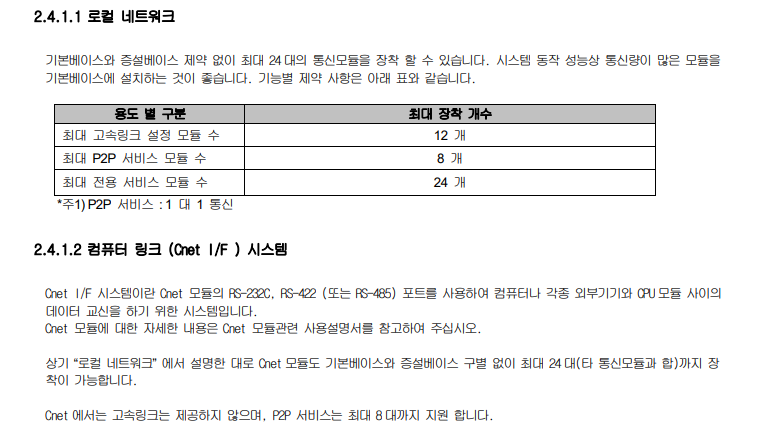 2.4.1.1 로컬 네트워크
기본베이스와 증설베이스 제약 없이 최대 24대의 통신모듈을 장착 할 수 있습니다. 시스템 동작 성능상 통신량이 많은 모듈을
기본베이스에 설치하는 것이 좋습니다. 기능별 제약 사항은 아래 표와 같습니다.
용도 별 구분 최대 장착 개수
최대 고속링크 설정 모듈 수 12 개
최대 P2P 서비스 모듈 수 8 개
최대 전용 서비스 모듈 수 24 개
*주1) P2P 서비스 : 1 대 1 통신
2.4.1.2 컴퓨터 링크 (Cnet I/F ) 시스템
Cnet I/F 시스템이란 Cnet 모듈의 RS-232C, RS-422 (또는 RS-485) 포트를 사용하여 컴퓨터나 각종 외부기기와 CPU모듈 사이의
데이터 교신을 하기 위한 시스템입니다.
Cnet 모듈에 대한 자세한 내용은 Cnet 모듈관련 사용설명서를 참고하여 주십시오.
상기 “로컬 네트워크” 에서 설명한 대로 Cnet모듈도 기본베이스와 증설베이스 구별 없이 최대 24대(타 통신모듈과 합)까지 장
착이 가능합니다.
Cnet에서는 고속링크는 제공하지 않으며, P2P 서비스는 최대 8대까지 지원 합니다.